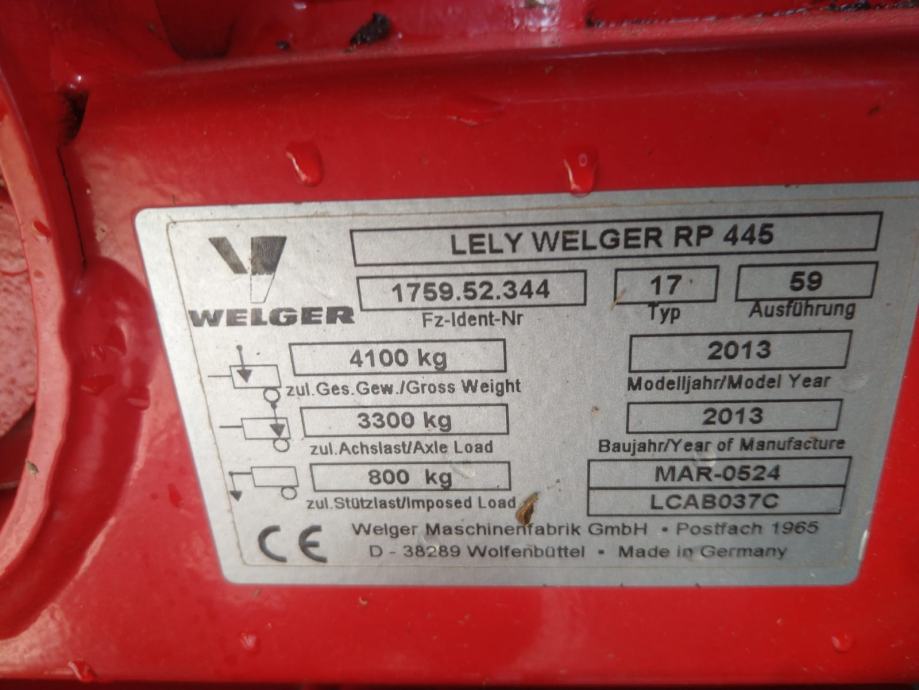 LELY WELGER RP 445
WELGER
1759.52.344 17 59
Fz-Ident-Nr Typ Ausführung
4100 kg 2013
zul.Ges.Gew./Gross Weight Modelljahr/Model Year
3300 kg 2013
zul.Achslast/Axle Load Baujahr/Year of Manufacture
800 kg MAR-0524
zul.Stützlast/Imposed Load LCAB037C
CE Welger Maschinenfabrik GmbH • Postfach 1965
D - 38289 Wolfenbüttel • Made in Germany